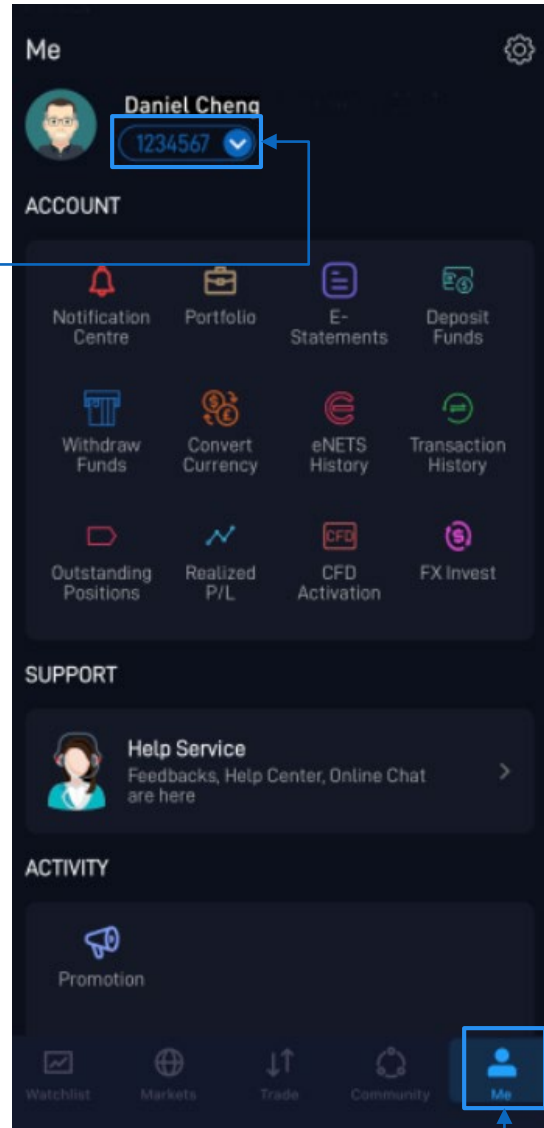 Me
Daniel Cheng
1234567
ACCOUNT
Notification Centre
Portfolio
E-Statements
Deposit Funds
Withdraw Funds
Convert Currency
eNETS History
Transaction History
Outstanding Positions
Realized P/L
CFD
CFD Activation
FX Invest
SUPPORT
Help Service
Feedbacks, Help Center, Online Chat
are here
ACTIVITY
Promotion
Watchlist
Markets
Trade
Community
Me